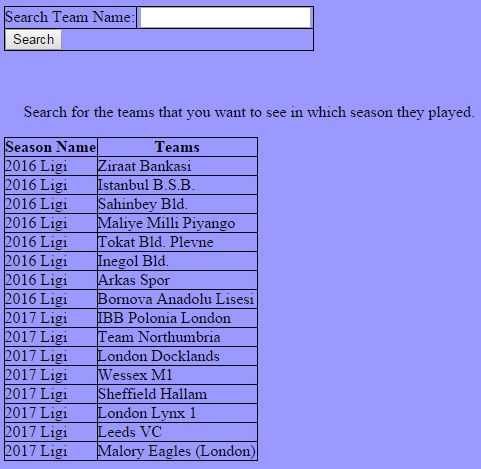 Search Team Name:
Search
Search for the teams that you want to see in which season they played.
Season Name Teams
2016 Ligi Ziraat Bankasi
2016 Ligi Istanbul B.S.B.
2016 Ligi Sahinbey Bld.
2016 Ligi Maliye Milli Piyango
2016 Ligi Tokat Bld. Plevne
2016 Ligi Inegol Bld.
2016 Ligi Arkas Spor
2016 Ligi Bornova Anadolu Lisesi
2017 Ligi IBB Polonia London
2017 Ligi Team Northumbria
2017 Ligi London Docklands
2017 Ligi Wessex M1
2017 Ligi Sheffield Hallam
2017 Ligi London Lynx 1
2017 Ligi Leeds VC
2017 Ligi Malory Eagles (London)